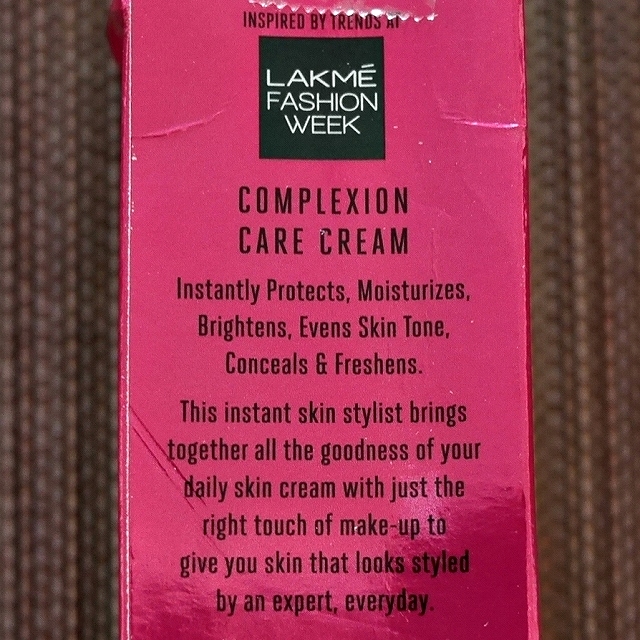 INSPIRED BY TRENDS AT
LAKMÉ
FASHION
WEEK
COMPLEXION
CARE CREAM
Instantly Protects, Moisturizes,
Brightens, Evens Skin Tone,
Conceals & Freshens.
This instant skin stylist brings
together all the goodness of your
daily skin cream with just the
right touch of make-up to
give you skin that looks styled
by an expert, everyday.